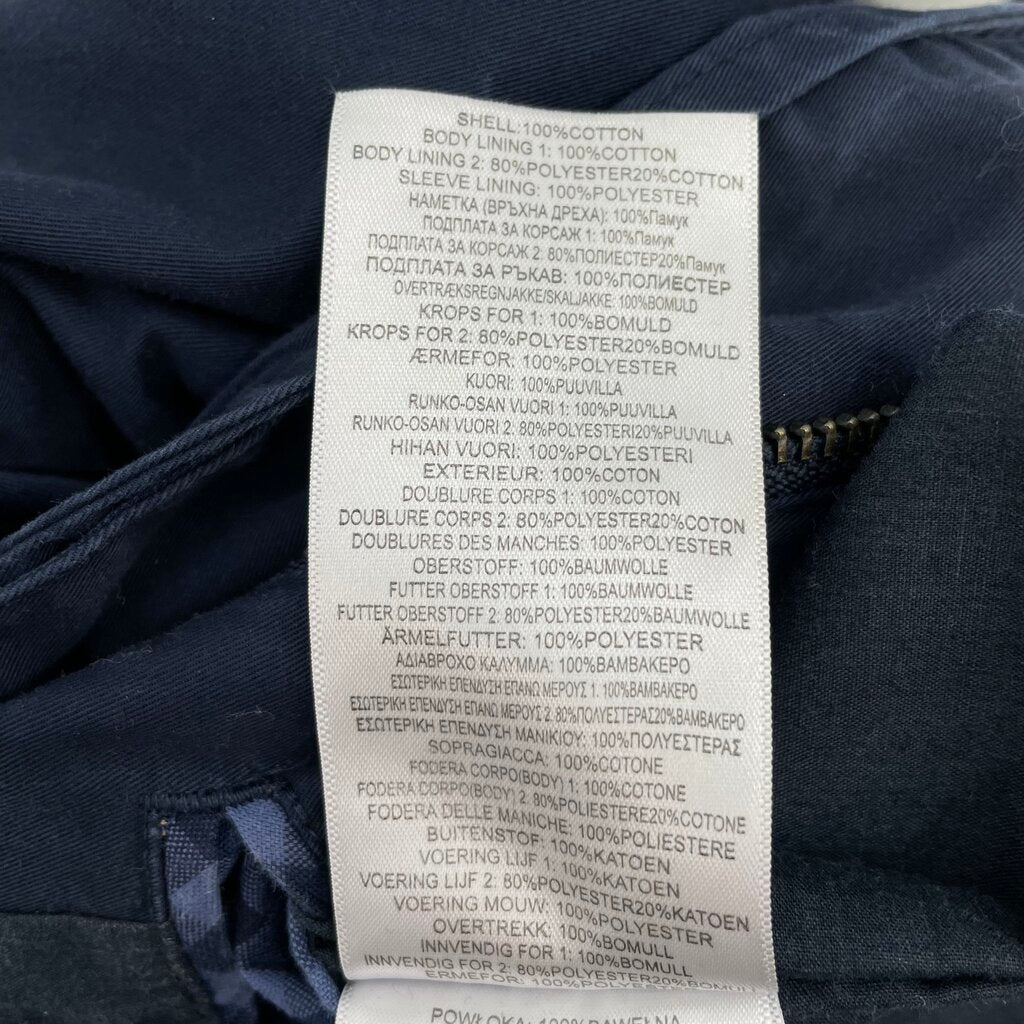 SHELL:100%COTTON
BODY LINING 1: 100%COTTON
BODY LINING 2: 80%POLYESTER20%COTTON
SLEEVE LINING: 100%POLYESTER
НАМЕТКА (ВРЪХНА ДРЕХА): 100%Памук
ПОДПЛАТА ЗА КОРСАЖ 1: 100%Памук
ПОДПЛАТА ЗА КОРСАЖ 2: 80%ПОЛИЕСТЕР20%Памук
ПОДПЛАТА ЗА РЪКАВ: 100%ПОЛИЕСТЕР
OVERTRÆKSREGNJAKKE/SKALJAKKE: 100%BOMULD
KROPS FOR 1: 100%BOMULD
KROPS FOR 2: 80%POLYESTER20%BOMULD
ÆRMEFOR: 100%POLYESTER
KUORI: 100%PUUVILLA
RUNKO-OSAN VUORI 1: 100%PUUVILLA
RUNKO-OSAN VUORI 2: 80%POLYESTERI20%PUUVILLA
HIHAN VUORI: 100%POLYESTERI
EXTERIEUR: 100%COTON
DOUBLURE CORPS 1: 100%COTON
DOUBLURE CORPS 2: 80%POLYESTER20%COTON
DOUBLURES DES MANCHES: 100%POLYESTER
OBERSTOFF: 100%BAUMWOLLE
FUTTER OBERSTOFF 1: 100%BAUMWOLLE
FUTTER OBERSTOFF 2: 80%POLYESTER20%BAUMWOLLE
ÄRMELFUTTER: 100%POLYESTER
ΑΔΙΑΒΡΟΧΟ ΚΑΛΥΜΜΑ: 100%ΒΑΜΒΑΚΕΡΟ
ΕΣΩΤΕΡΙΚΗ ΕΠΕΝΔΥΣΗ ΕΠΑΝΩ ΜΕΡΟΥΣ 1: 100%ΒΑΜΒΑΚΕΡΟ
ΕΣΩΤΕΡΙΚΗ ΕΠΕΝΔΥΣΗ ΕΠΑΝΩ ΜΕΡΟΥΣ 2: 80%ΠΟΛΥΕΣΤΕΡΑΣ20%ΒΑΜΒΑΚΕΡΟ
ΕΣΩΤΕΡΙΚΗ ΕΠΕΝΔΥΣΗ ΜΑΝΙΚΙΟΥ: 100%ΠΟΛΥΕΣΤΕΡΑΣ
SOPRAGIACCA: 100%COTONE
FODERA CORPO(BODY) 1: 100%COTONE
FODERA CORPO(BODY) 2: 80%POLIESTERE20%COTONE
FODERA DELLE MANICHE: 100%POLIESTERE
BUITENSTOF: 100%KATOEN
VOERING LIJF 1: 100%KATOEN
VOERING LIJF 2: 80%POLYESTER20%KATOEN
VOERING MOUW: 100%POLYESTER
OVERTREKK: 100%BOMULL
INNVENDIG FOR 1: 100%BOMULL
INNVENDIG FOR 2: 80%POLYESTER20%BOMULL
ERMEFOR: 100%POLYESTER
POWŁOKA: 100%BAWEŁNA